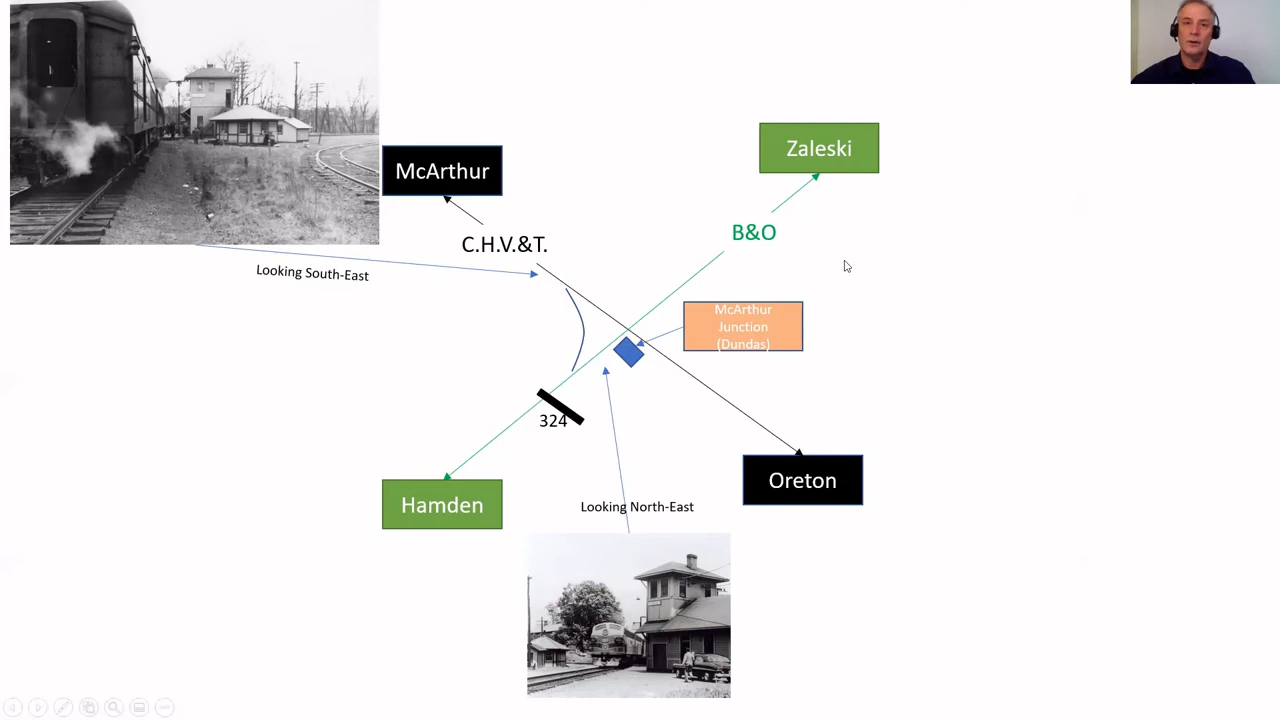 McArthur
Zaleski
C.H.V.&T.
B&O
Looking South-East
McArthur
Junction
(Dundas)
324
Hamden
Oreton
Looking North-East